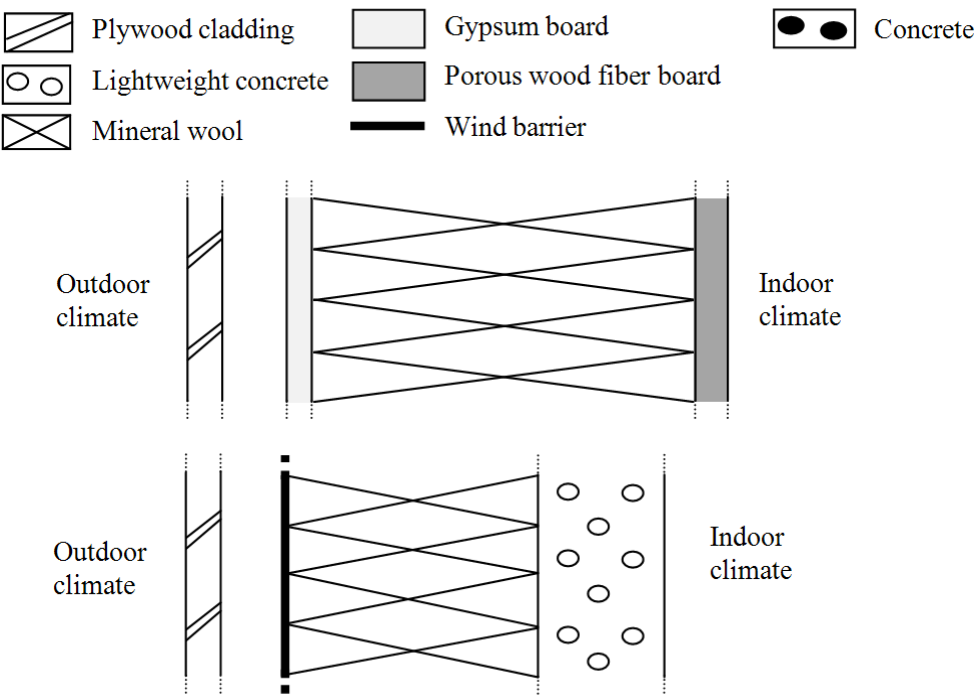 Plywood cladding
Gypsum board
Concrete
Lightweight concrete
Porous wood fiber board
Mineral wool
Wind barrier
Outdoor
climate
Indoor
climate
Outdoor
climate
Indoor
climate